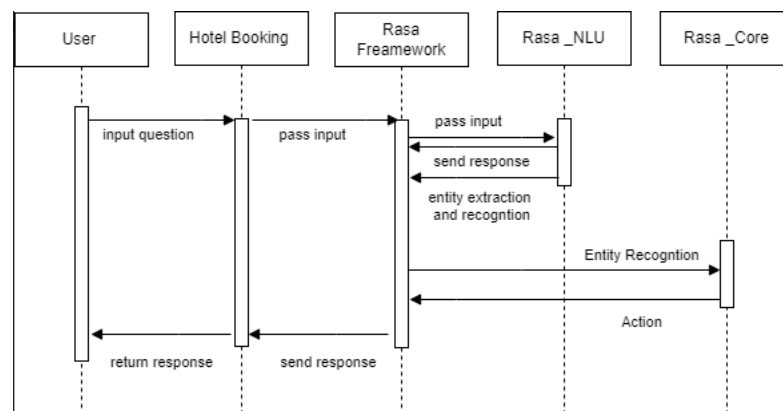 User
Hotel Booking
Rasa
Freamework
Rasa _NLU
Rasa _Core
input question
pass input
pass input
send response
entity extraction
and recogntion
Entity Recogntion
Action
return response
send response